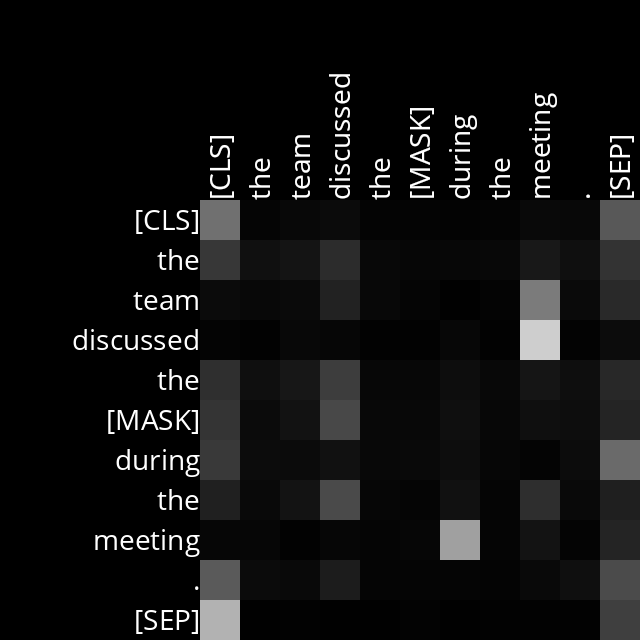 [CLS]
the
team
discussed
the
[MASK]
during
the
meeting
.
[SEP]
[CLS]
the
team
discussed
the
[MASK]
during
the
meeting
.
[SEP]